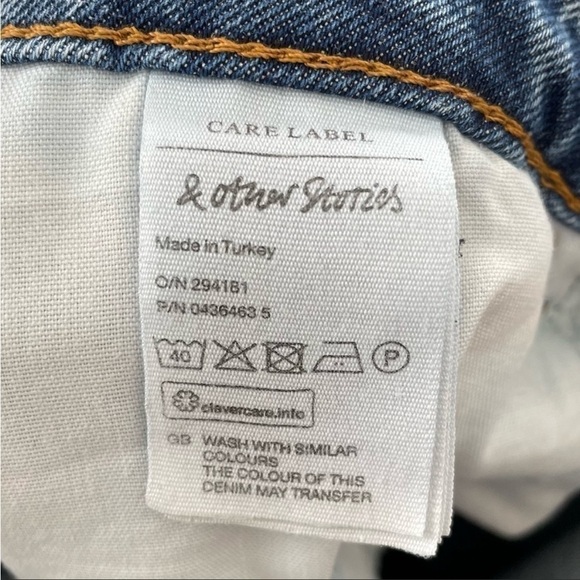 CARE LABEL
& other Stories
Made in Turkey
O/N 294181
P/N 0436463 5
40
P
clevercare.info
GB WASH WITH SIMILAR
COLOURS
THE COLOUR OF THIS
DENIM MAY TRANSFER